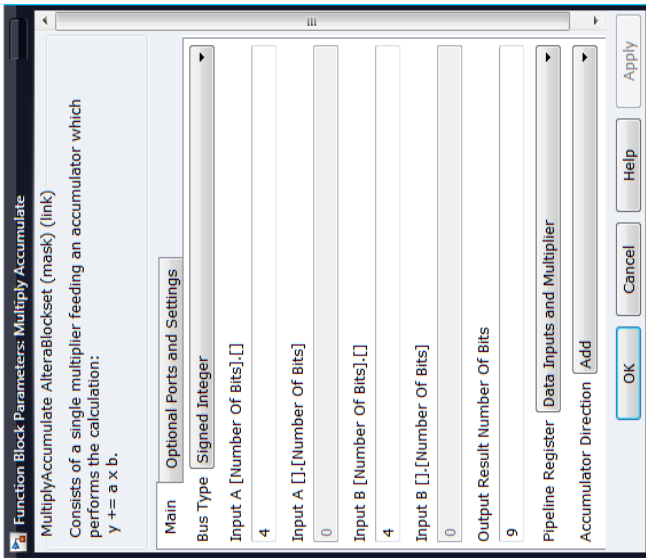 Function Block Parameters: Multiply Accumulate
MultiplyAccumulate AlteraBlockset (mask) (link)
Consists of a single multiplier feeding an accumulator which
performs the calculation:
y += a x b.
Main Optional Ports and Settings
Bus Type Signed Integer
Input A [Number Of Bits].[]
4
Input A [].[Number Of Bits]
0
Input B [Number Of Bits].[]
4
Input B [].[Number Of Bits]
0
Output Result Number Of Bits
9
Pipeline Register Data Inputs and Multiplier
Accumulator Direction Add
OK Cancel Help Apply